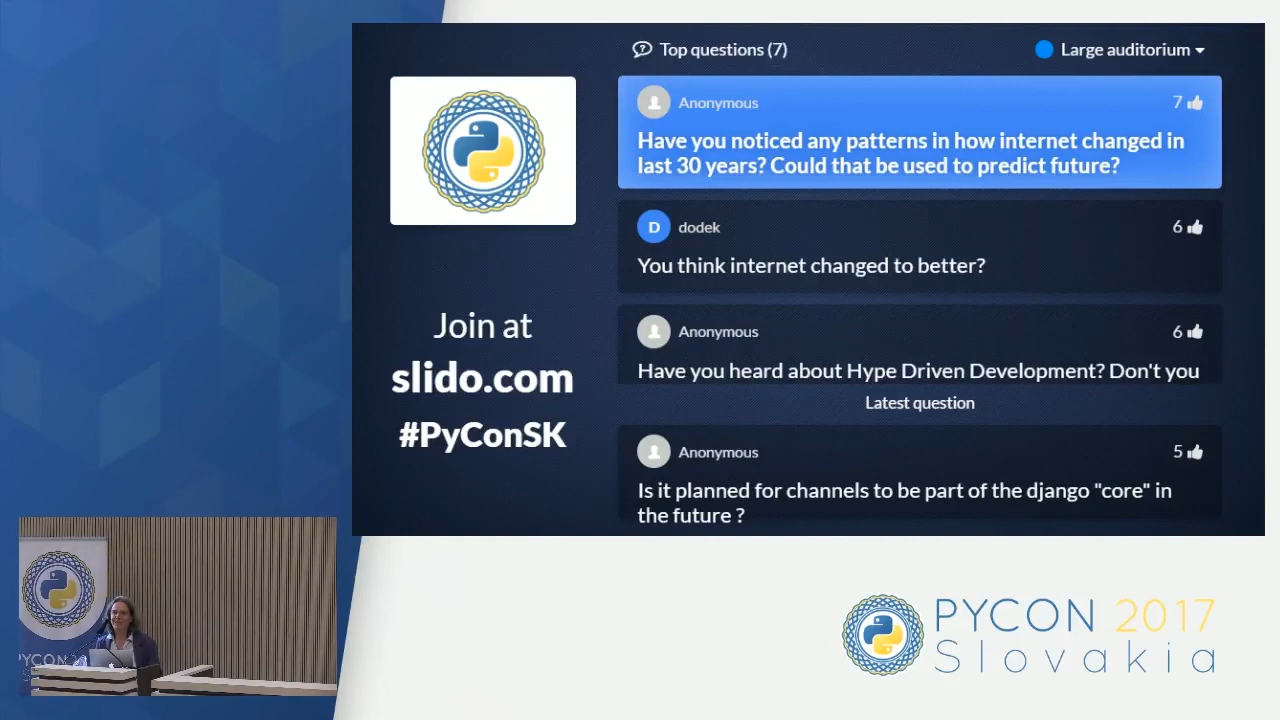 Top questions (7)
Large auditorium
Anonymous
7
Have you noticed any patterns in how internet changed in
last 30 years? Could that be used to predict future?
D
dodek
6
You think internet changed to better?
Anonymous
6
Have you heard about Hype Driven Development? Don't you
Latest question
Anonymous
5
Is it planned for channels to be part of the django "core" in
the future ?
Join at
slido.com
#PyConSK
PYCON 2017
Slovakia
PYCON